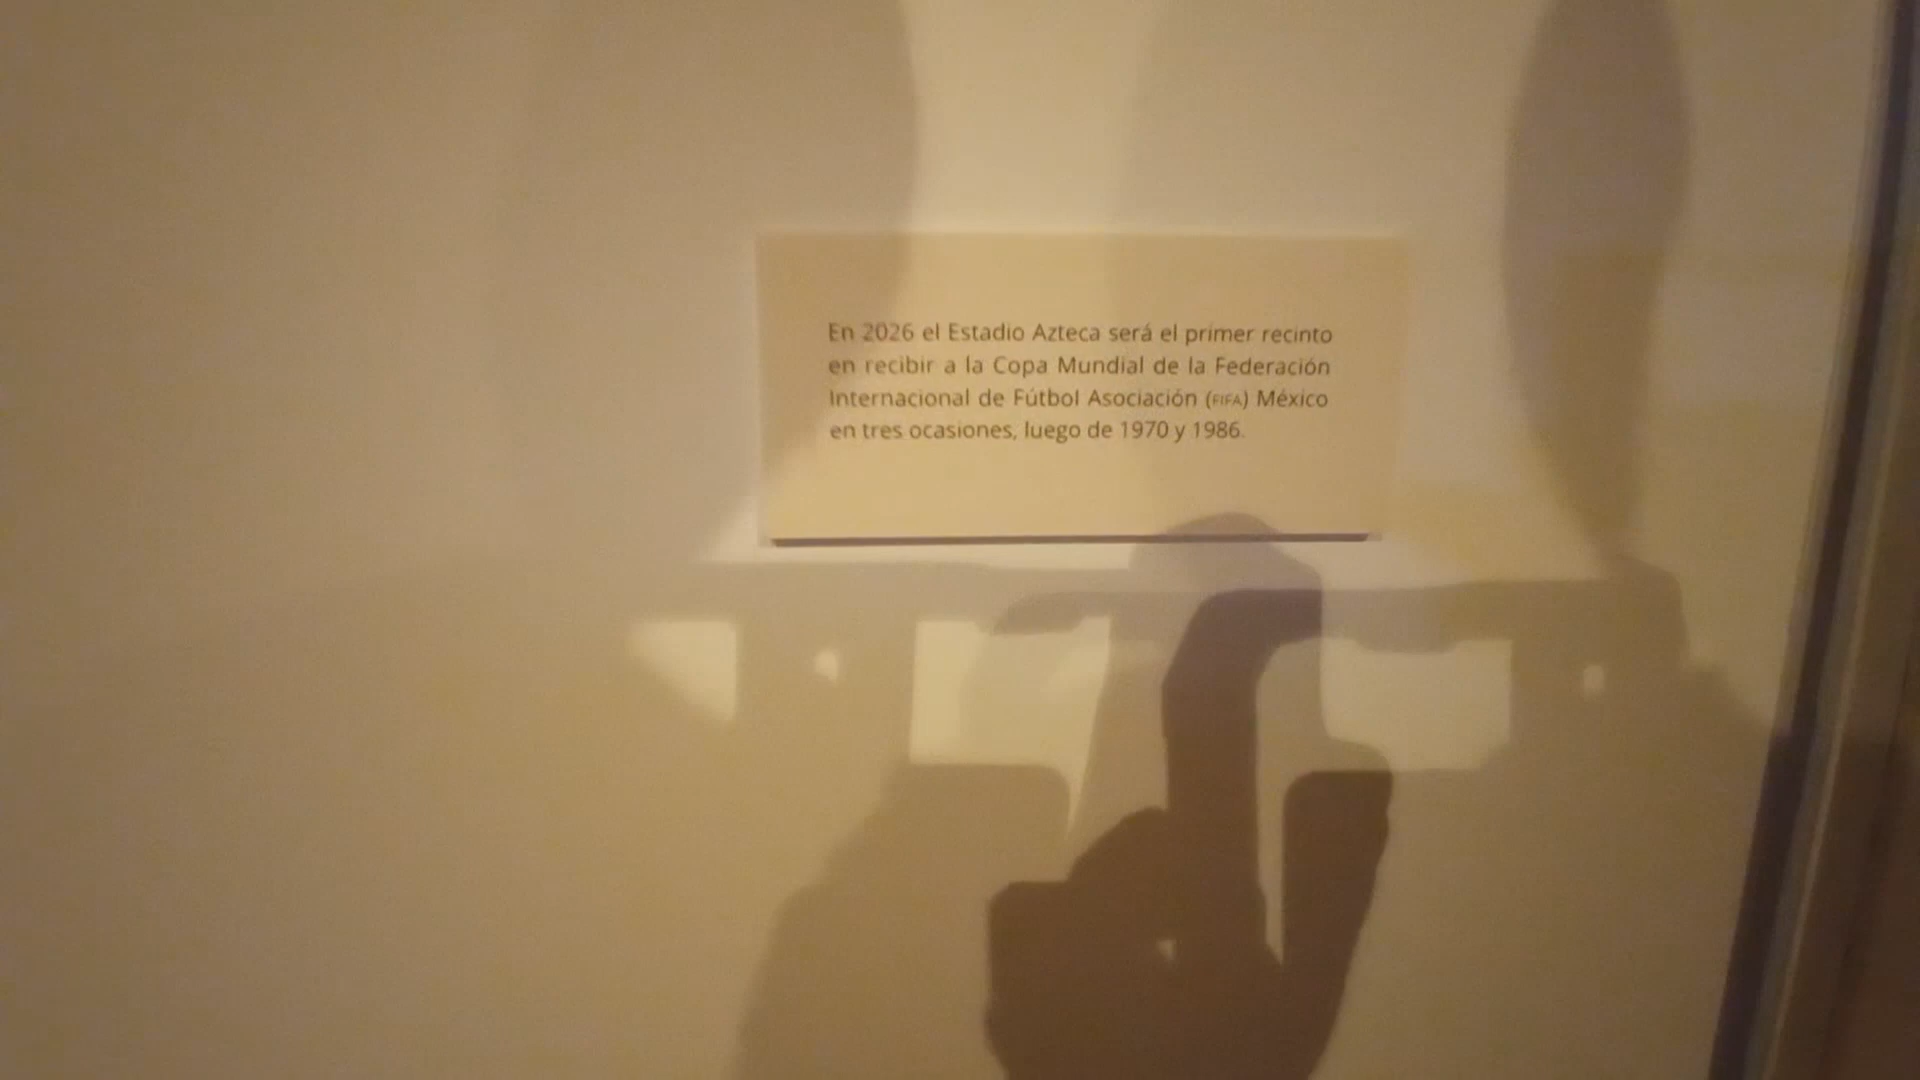 En 2026 el Estadio Azteca será el primer recinto
en recibir a la Copa Mundial de la Federación
Internacional de Fútbol Asociación (FIFA) México
en tres ocasiones, luego de 1970 y 1986.